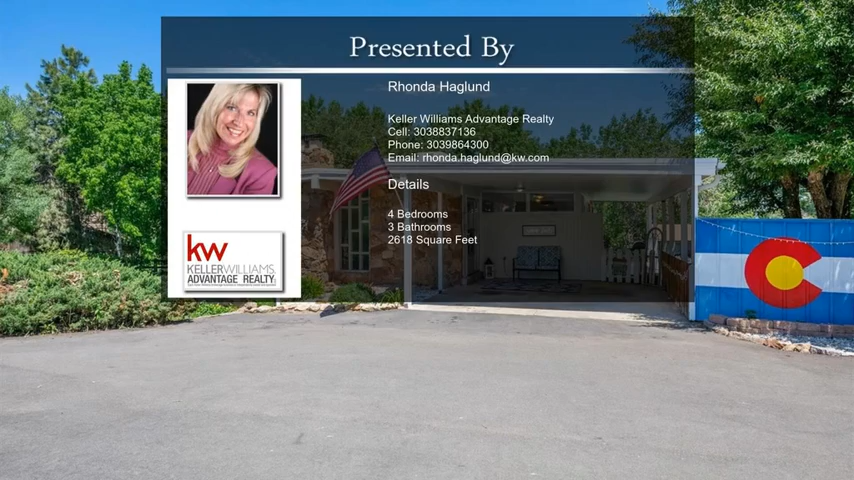 Presented By
Rhonda Haglund
Keller Williams Advantage Realty
Cell: 3038837136
Phone: 3039864300
Email: rhonda.haglund@kw.com
Details
4 Bedrooms
3 Bathrooms
2618 Square Feet
kw
KELLERWILLIAMS.
ADVANTAGE REALTY